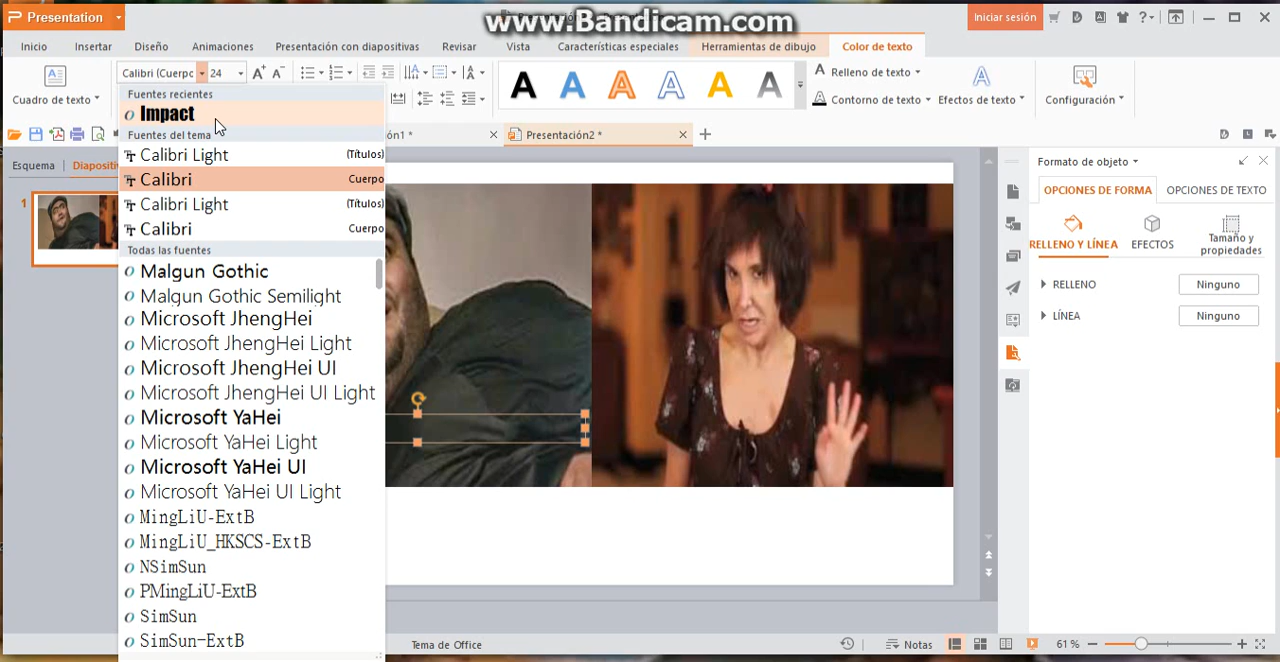 Presentation
www.Bandicam.com
Iniciar sesión
Inicio
Insertar
Diseño
Animaciones
Presentación con diapositivas
Revisar
Vista
Características especiales
Herramientas de dibujo
Color de texto
Cuadro de texto
Calibri (Cuerpo
24
Relleno de texto
Contorno de texto
Efectos de texto
Configuración
A A A A A A
Presentación2 *
Esquema
1
Fuentes recientes
Impact
Fuentes del tema
Calibri Light (Títulos)
Calibri Cuerpo
Calibri Light (Títulos)
Calibri Cuerpo
Todas las fuentes
Malgun Gothic
Malgun Gothic Semilight
Microsoft JhengHei
Microsoft JhengHei Light
Microsoft JhengHei UI
Microsoft JhengHei UI Light
Microsoft YaHei
Microsoft YaHei Light
Microsoft YaHei UI
Microsoft YaHei UI Light
MingLiU-ExtB
MingLiU_HKSCS-ExtB
NSimSun
PMingLiU-ExtB
SimSun
SimSun-ExtB
Formato de objeto
OPCIONES DE FORMA
OPCIONES DE TEXTO
RELLENO Y LÍNEA
EFECTOS
Tamaño y
propiedades
RELLENO
Ninguno
LÍNEA
Ninguno
Tema de Office
Notas
61 %